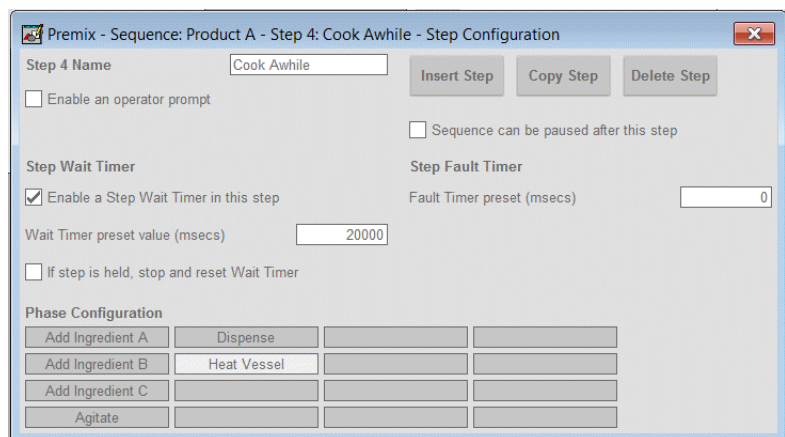 Premix - Sequence: Product A - Step 4: Cook Awhile - Step Configuration
Step 4 Name
Cook Awhile
Insert Step
Copy Step
Delete Step
Enable an operator prompt
Sequence can be paused after this step
Step Wait Timer
Step Fault Timer
Enable a Step Wait Timer in this step
Fault Timer preset (msecs)
0
Wait Timer preset value (msecs)
20000
If step is held, stop and reset Wait Timer
Phase Configuration
Add Ingredient A
Dispense
Add Ingredient B
Heat Vessel
Add Ingredient C
Agitate